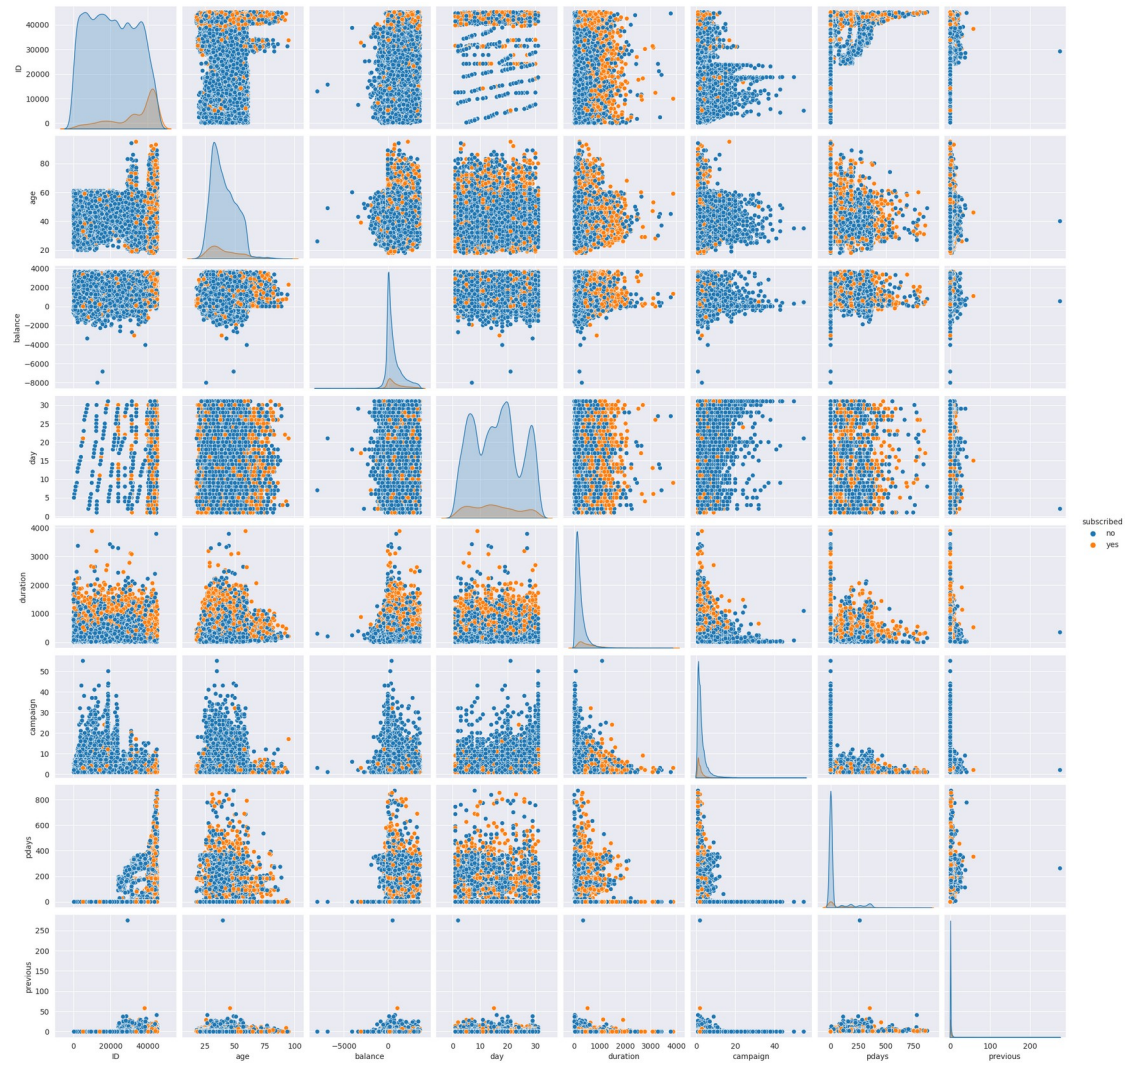 40000
30000
20000
10000
0
ID
80
60
40
20
age
4000
2000
0
−2000
−4000
−6000
−8000
balance
30
25
20
15
10
5
0
day
4000
3000
2000
1000
0
duration
subscribed
no
yes
50
40
30
20
10
0
campaign
800
600
400
200
0
pdays
250
200
150
100
50
0
previous
0 20000 40000
25 50 75 100
−5000 0
0 10 20 30
0 1000 2000 3000 4000
0 20 40
0 250 500 750
0 100 200
ID age balance day duration campaign pdays previous